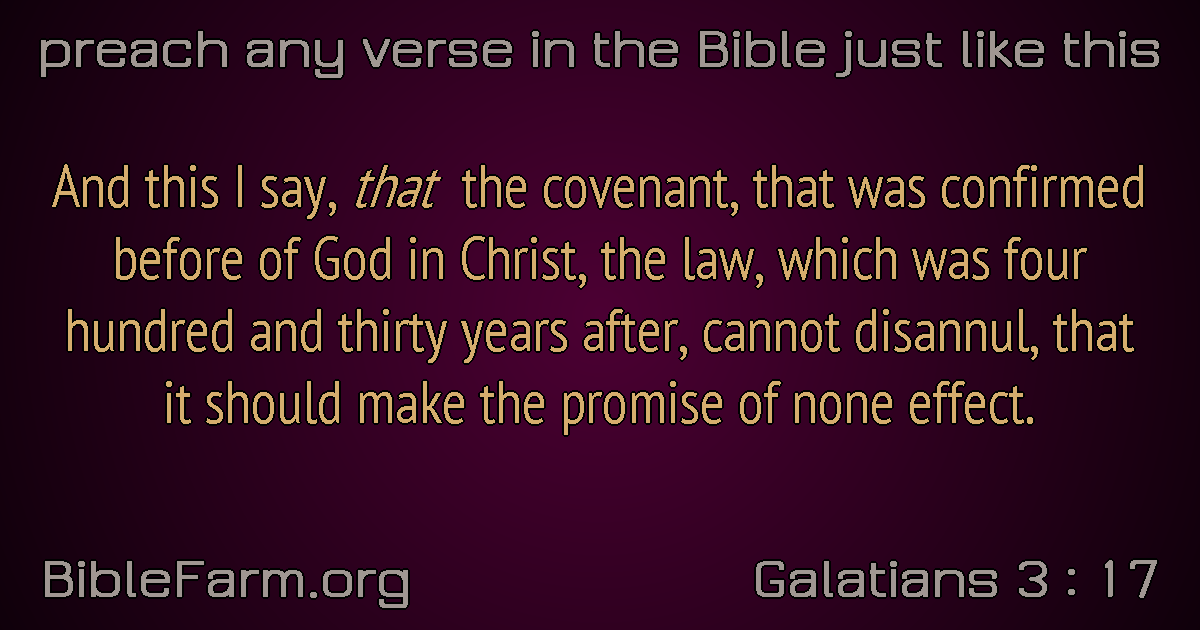 preach any verse in the Bible just like this
And this I say, that the covenant, that was confirmed
before of God in Christ, the law, which was four
hundred and thirty years after, cannot disannul, that
it should make the promise of none effect.
BibleFarm.org
Galatians 3 : 17